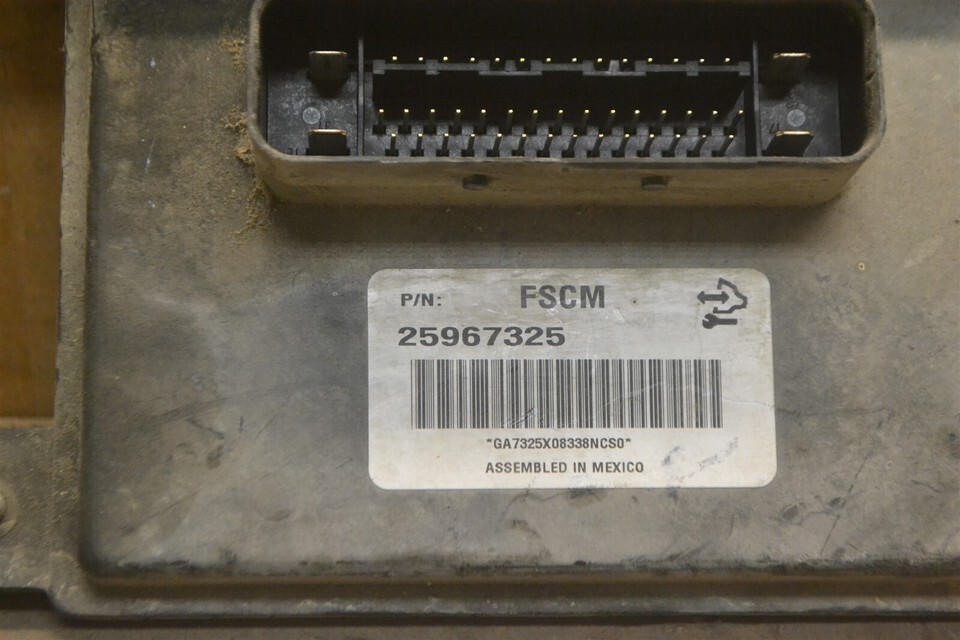 P/N: FSCM
25967325
*GA7325X08338NCS0*
ASSEMBLED IN MEXICO